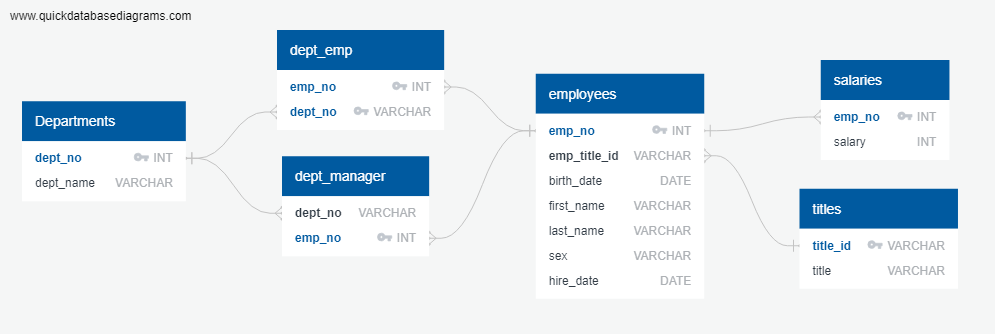 www.quickdatabasediagrams.com
Departments
dept_no INT
dept_name VARCHAR
dept_emp
emp_no INT
dept_no VARCHAR
dept_manager
dept_no VARCHAR
emp_no INT
employees
emp_no INT
emp_title_id VARCHAR
birth_date DATE
first_name VARCHAR
last_name VARCHAR
sex VARCHAR
hire_date DATE
salaries
emp_no INT
salary INT
titles
title_id VARCHAR
title VARCHAR